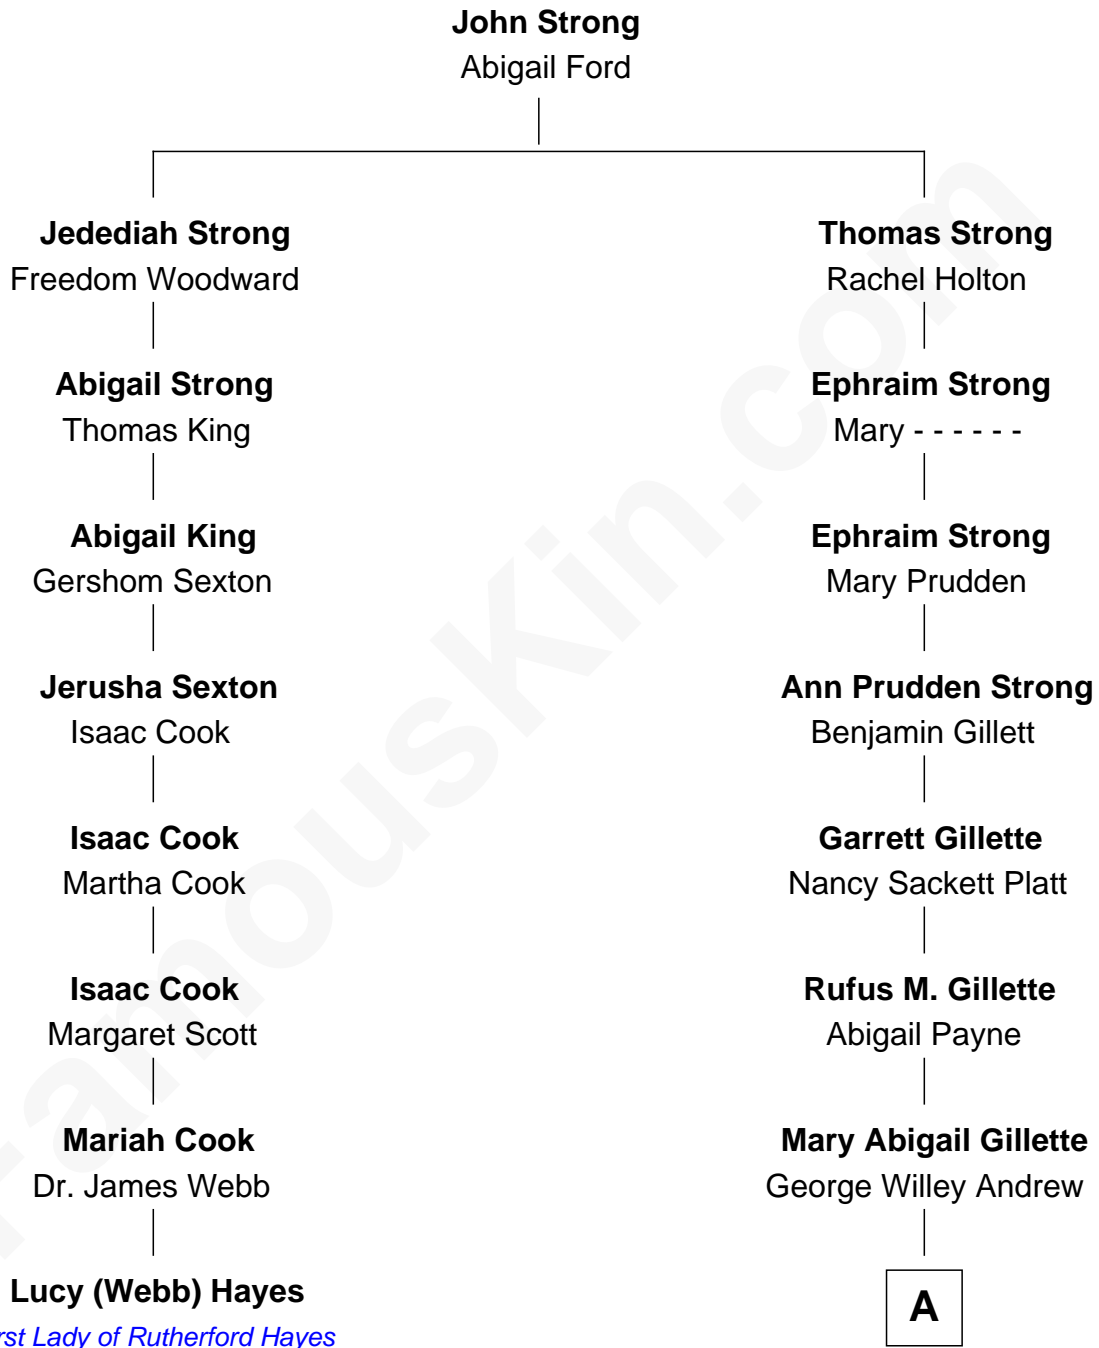 John Strong
Abigail Ford
Jedediah Strong
Freedom Woodward
Thomas Strong
Rachel Holton
Abigail Strong
Thomas King
Ephraim Strong
Mary - - - - - -
Abigail King
Gershom Sexton
Ephraim Strong
Mary Prudden
Jerusha Sexton
Isaac Cook
Ann Prudden Strong
Benjamin Gillett
Isaac Cook
Martha Cook
Garrett Gillette
Nancy Sackett Platt
Isaac Cook
Margaret Scott
Rufus M. Gillette
Abigail Payne
Mariah Cook
Dr. James Webb
Mary Abigail Gillette
George Willey Andrew
Lucy (Webb) Hayes
rst Lady of Rutherford Hayes
A
FamousKin.com